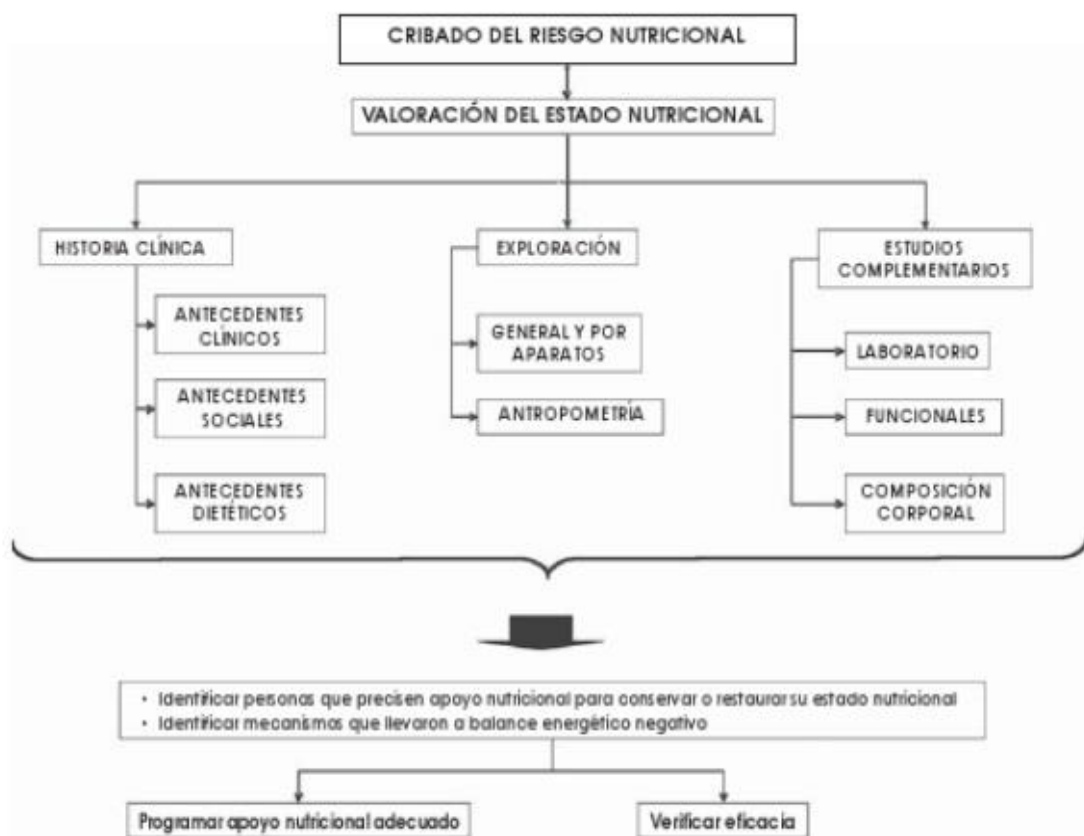 CRIBADO DEL RIESGO NUTRICIONAL
VALORACIÓN DEL ESTADO NUTRICIONAL
HISTORIA CLÍNICA
ANTECEDENTES
CLÍNICOS
ANTECEDENTES
SOCIALES
ANTECEDENTES
DIETÉTICOS
EXPLORACIÓN
GENERAL Y POR
APARATOS
ANTROPOMETRÍA
ESTUDIOS
COMPLEMENTARIOS
LABORATORIO
FUNCIONALES
COMPOSICIÓN
CORPORAL
• Identificar personas que precisen apoyo nutricional para conservar o restaurar su estado nutricional
• Identificar mecanismos que llevaron a balance energético negativo
Programar apoyo nutricional adecuado
Verificar eficacia